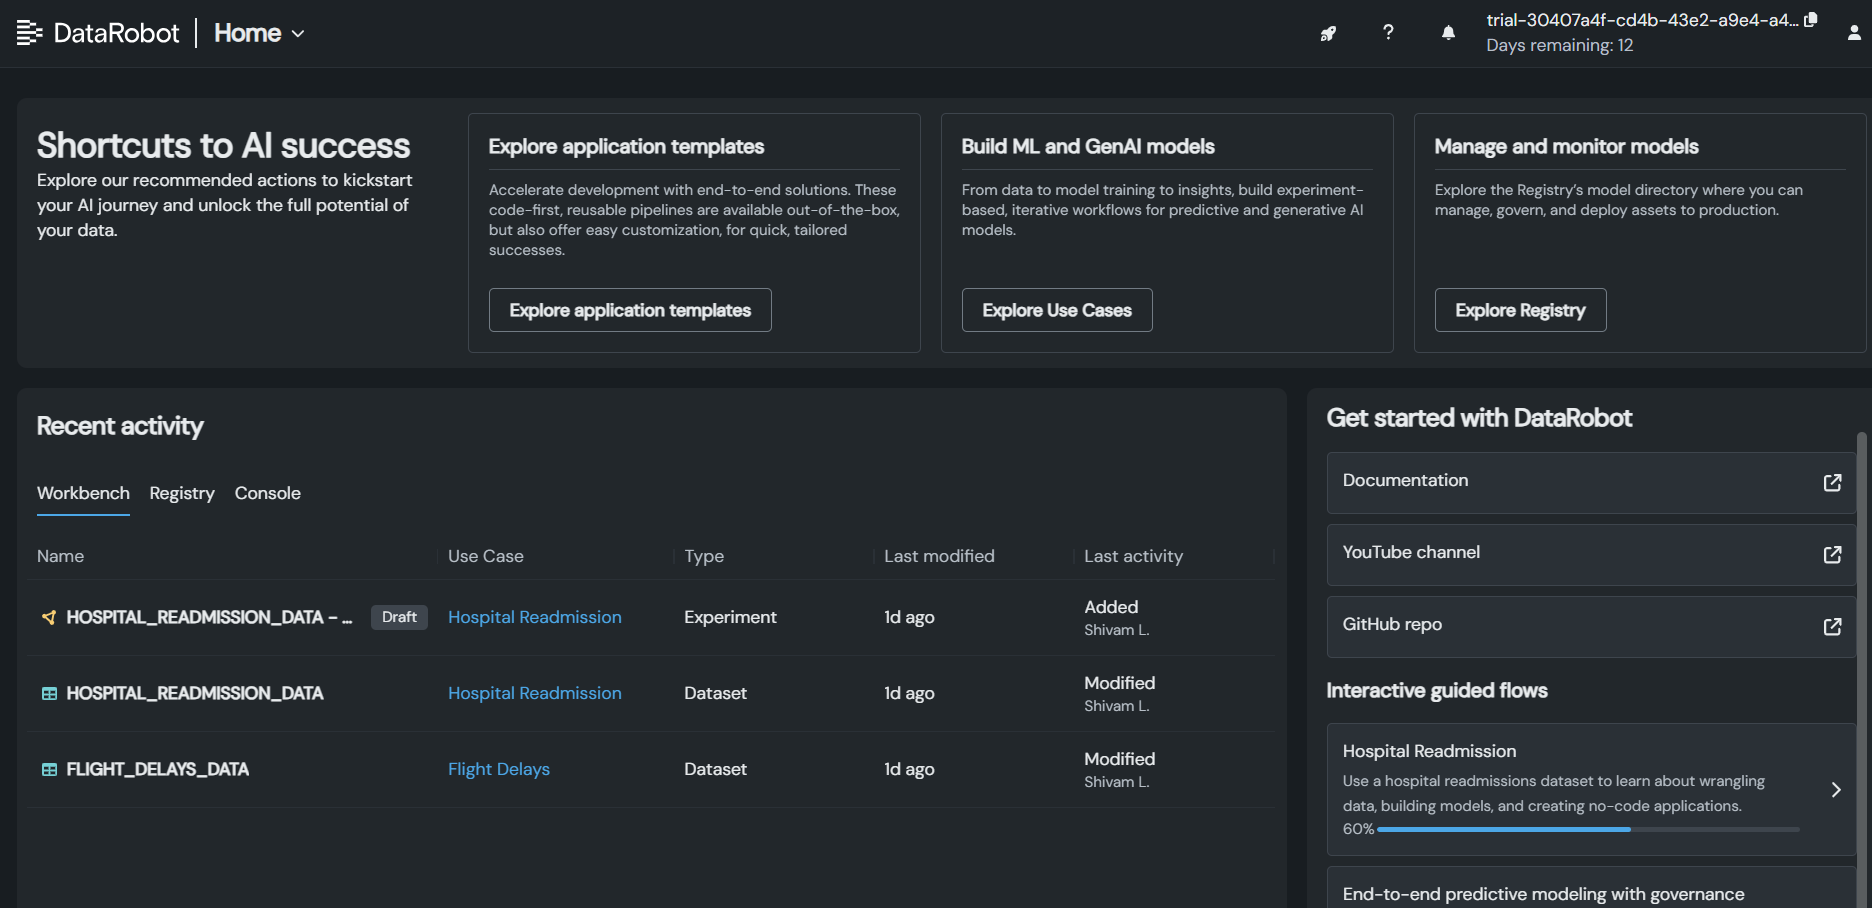 DataRobot
Home
?
trial-30407a4f-cd4b-43e2-a9e4-a4...
Days remaining: 12
Shortcuts to AI success
Explore our recommended actions to kickstart
your AI journey and unlock the full potential of
your data.
Explore application templates
Accelerate development with end-to-end solutions. These
code-first, reusable pipelines are available out-of-the-box,
but also offer easy customization, for quick, tailored
successes.
Explore application templates
Build ML and GenAI models
From data to model training to insights, build experiment-
based, iterative workflows for predictive and generative AI
models.
Explore Use Cases
Manage and monitor models
Explore the Registry's model directory where you can
manage, govern, and deploy assets to production.
Explore Registry
Recent activity
Workbench Registry Console
Name Use Case Type Last modified Last activity
HOSPITAL_READMISSION_DATA - ... Draft Hospital Readmission Experiment 1d ago Added
Shivam L.
HOSPITAL_READMISSION_DATA Hospital Readmission Dataset 1d ago Modified
Shivam L.
FLIGHT_DELAYS_DATA Flight Delays Dataset 1d ago Modified
Shivam L.
Get started with DataRobot
Documentation
YouTube channel
GitHub repo
Interactive guided flows
Hospital Readmission
Use a hospital readmissions dataset to learn about wrangling
data, building models, and creating no-code applications.
60%
End-to-end predictive modeling with governance